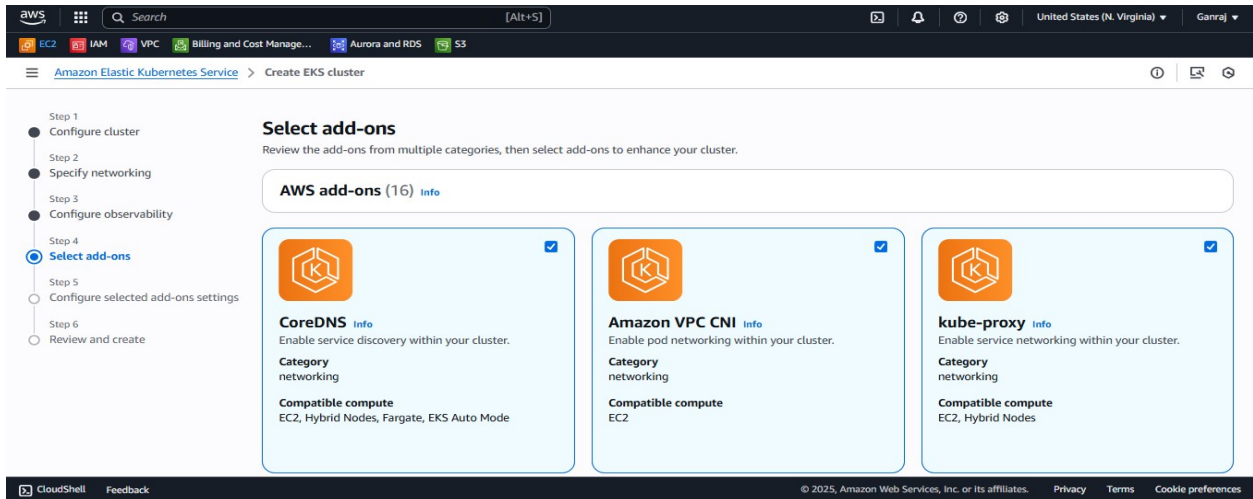 aws
Search [Alt+S]
United States (N. Virginia) ▼ Ganraj ▼
EC2 IAM VPC Billing and Cost Manage... Aurora and RDS S3
Amazon Elastic Kubernetes Service > Create EKS cluster
Step 1
Configure cluster
Step 2
Specify networking
Step 3
Configure observability
Step 4
Select add-ons
Step 5
Configure selected add-ons settings
Step 6
Review and create
Select add-ons
Review the add-ons from multiple categories, then select add-ons to enhance your cluster.
AWS add-ons (16) Info
CoreDNS Info
Enable service discovery within your cluster.
Category
networking
Compatible compute
EC2, Hybrid Nodes, Fargate, EKS Auto Mode
Amazon VPC CNI Info
Enable pod networking within your cluster.
Category
networking
Compatible compute
EC2
kube-proxy Info
Enable service networking within your cluster.
Category
networking
Compatible compute
EC2, Hybrid Nodes
CloudShell Feedback © 2025, Amazon Web Services, Inc. or its affiliates. Privacy Terms Cookie preferences